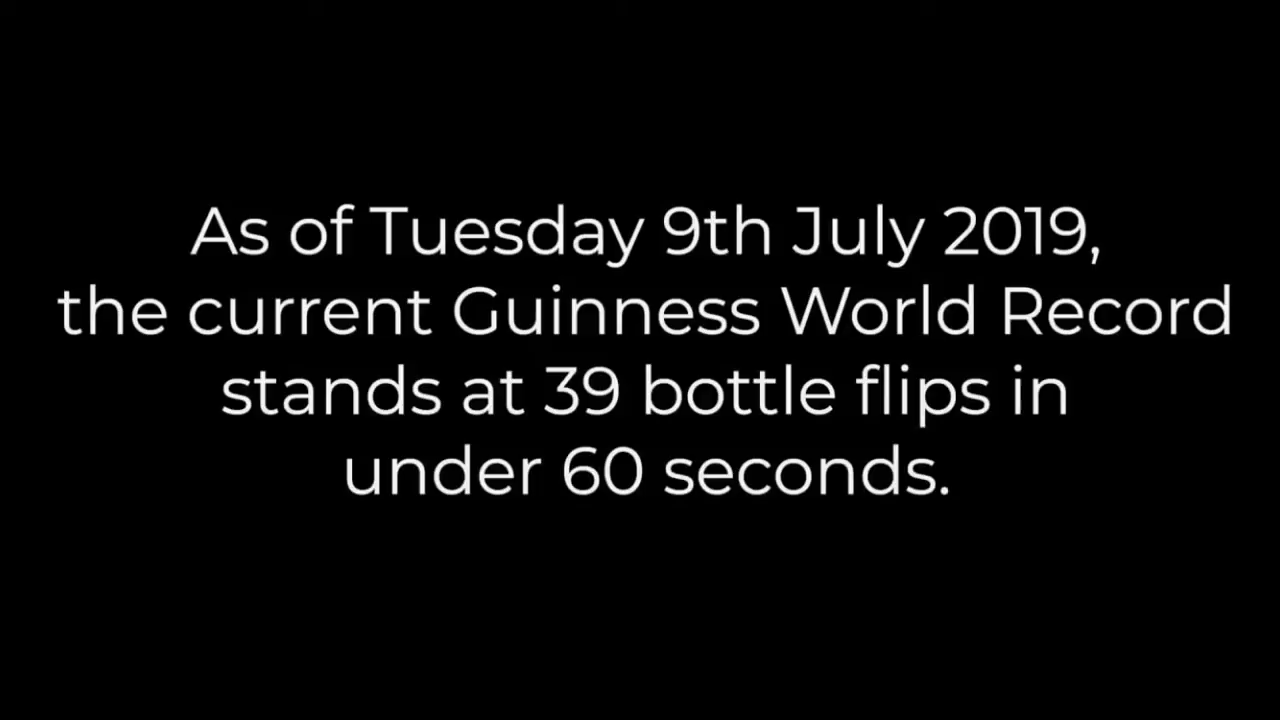 As of Tuesday 9th July 2019,
the current Guinness World Record
stands at 39 bottle flips in
under 60 seconds.